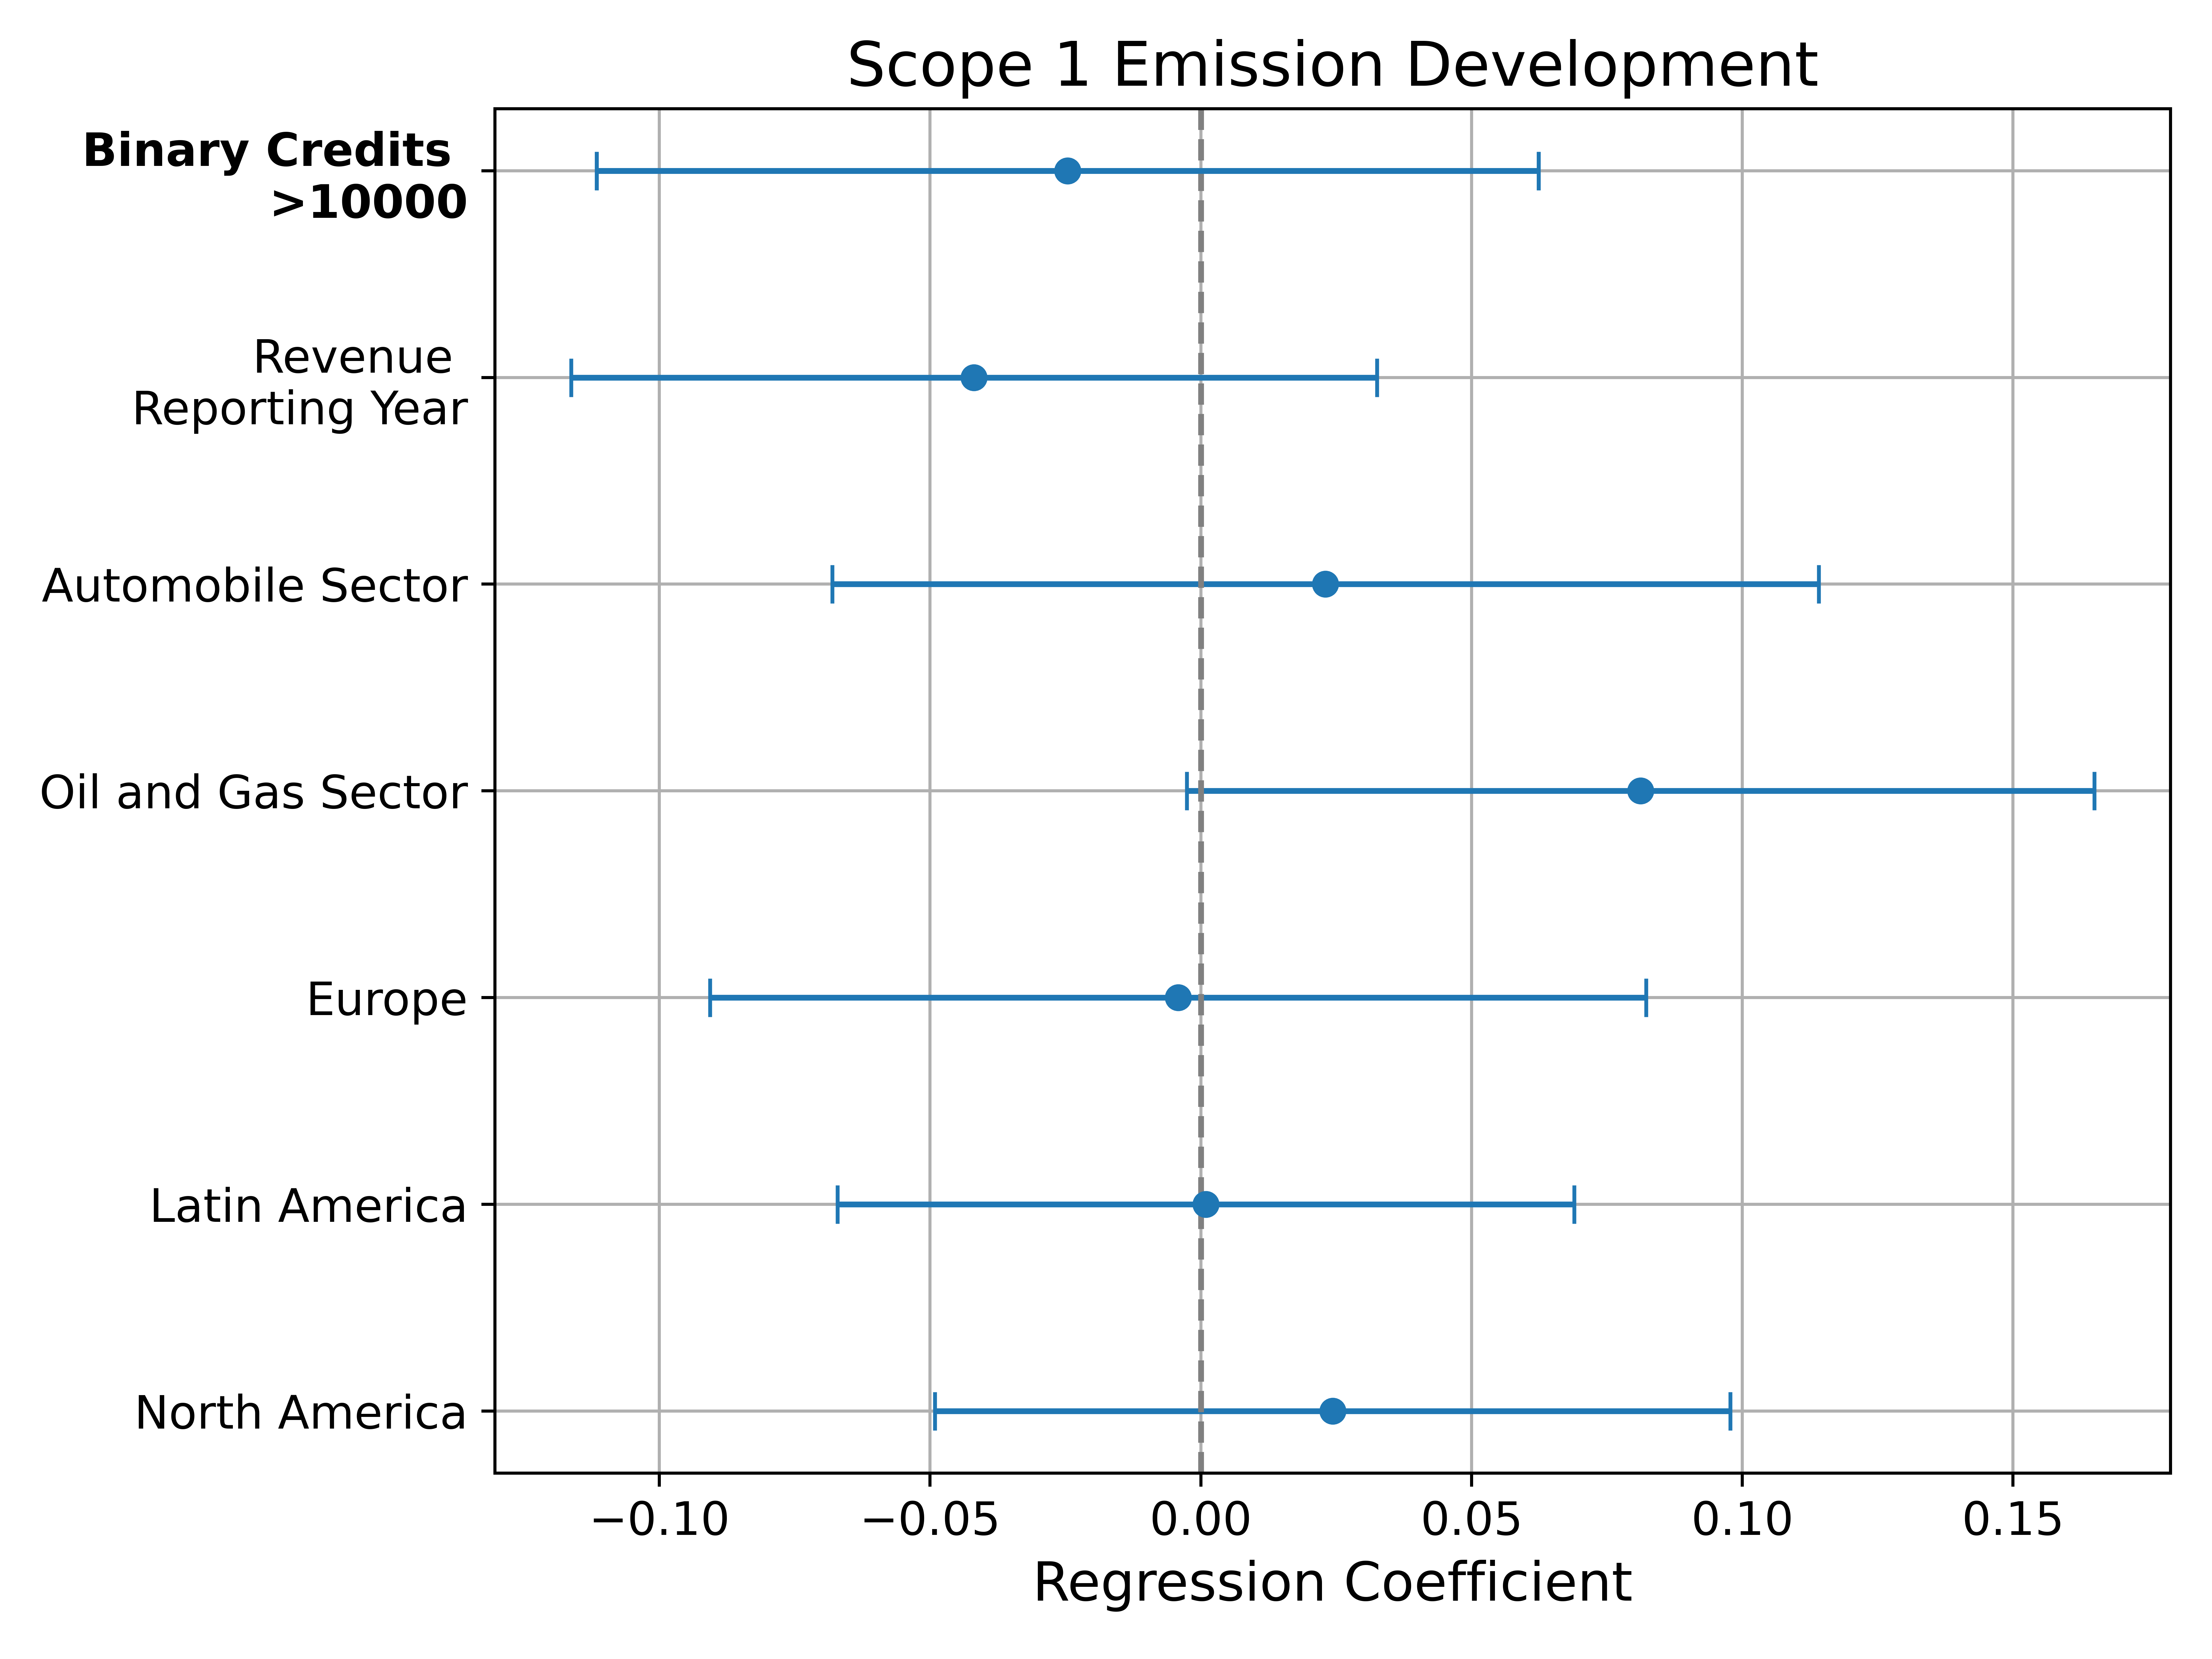 Scope 1 Emission Development
Binary Credits
>10000
Revenue
Reporting Year
Automobile Sector
Oil and Gas Sector
Europe
Latin America
North America
−0.10 −0.05 0.00 0.05 0.10 0.15
Regression Coefficient